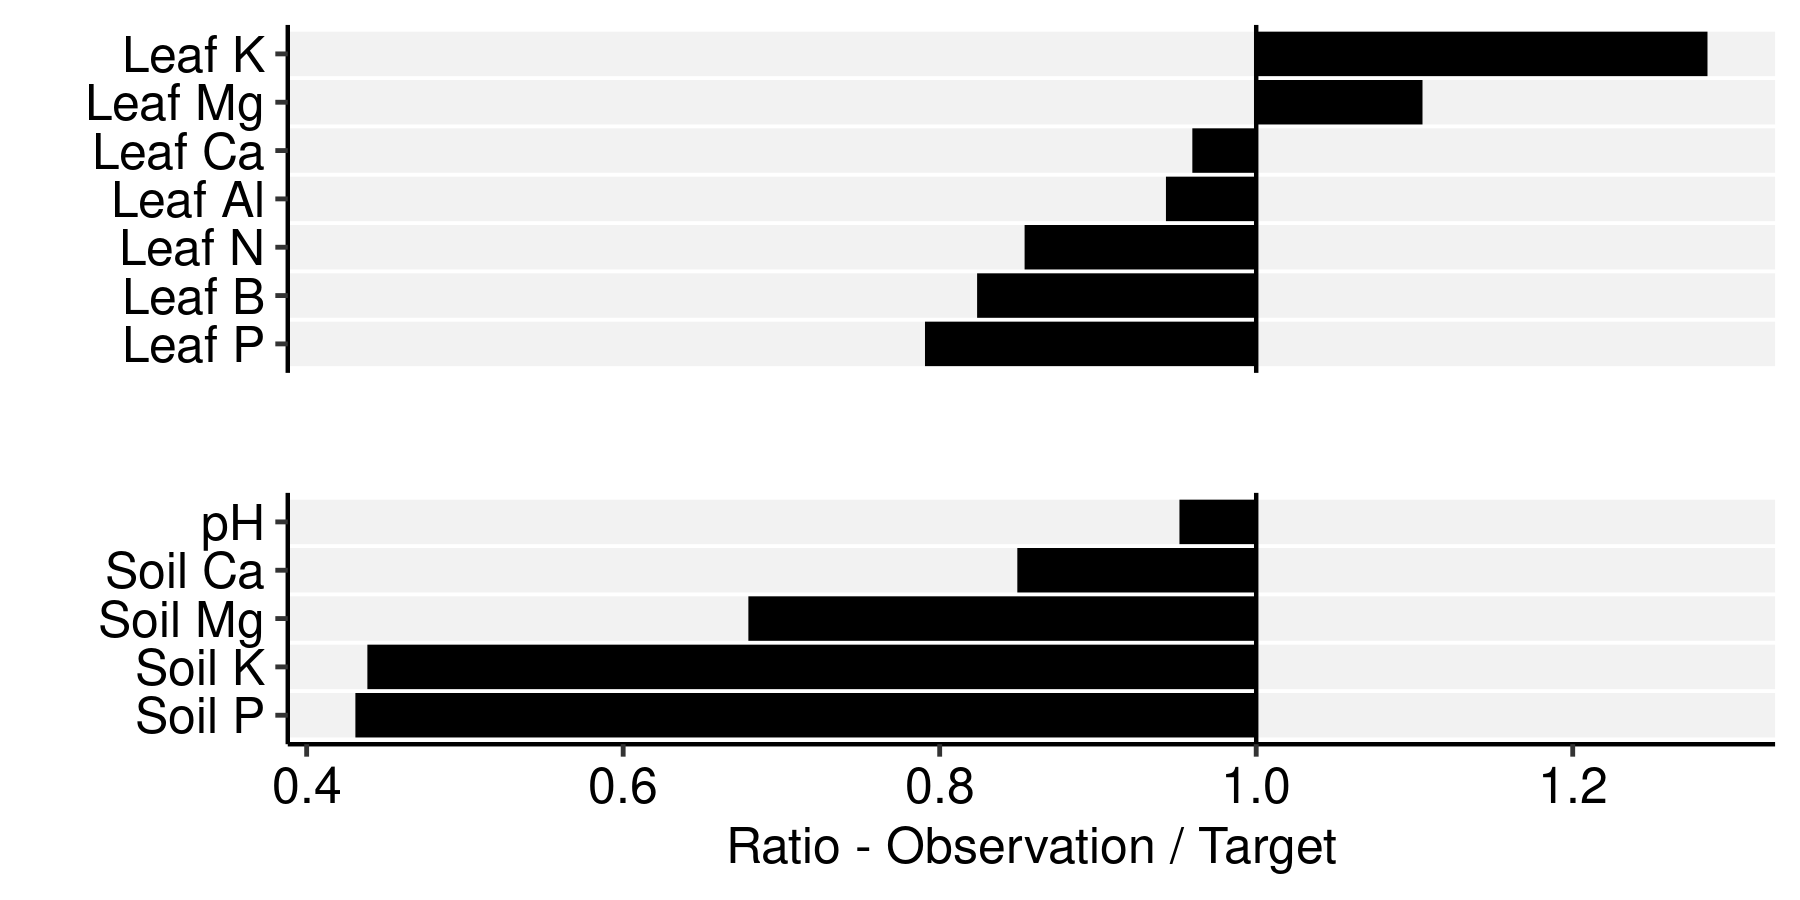 Leaf K
Leaf Mg
Leaf Ca
Leaf Al
Leaf N
Leaf B
Leaf P
pH
Soil Ca
Soil Mg
Soil K
Soil P
0.4 0.6 0.8 1.0 1.2
Ratio - Observation / Target